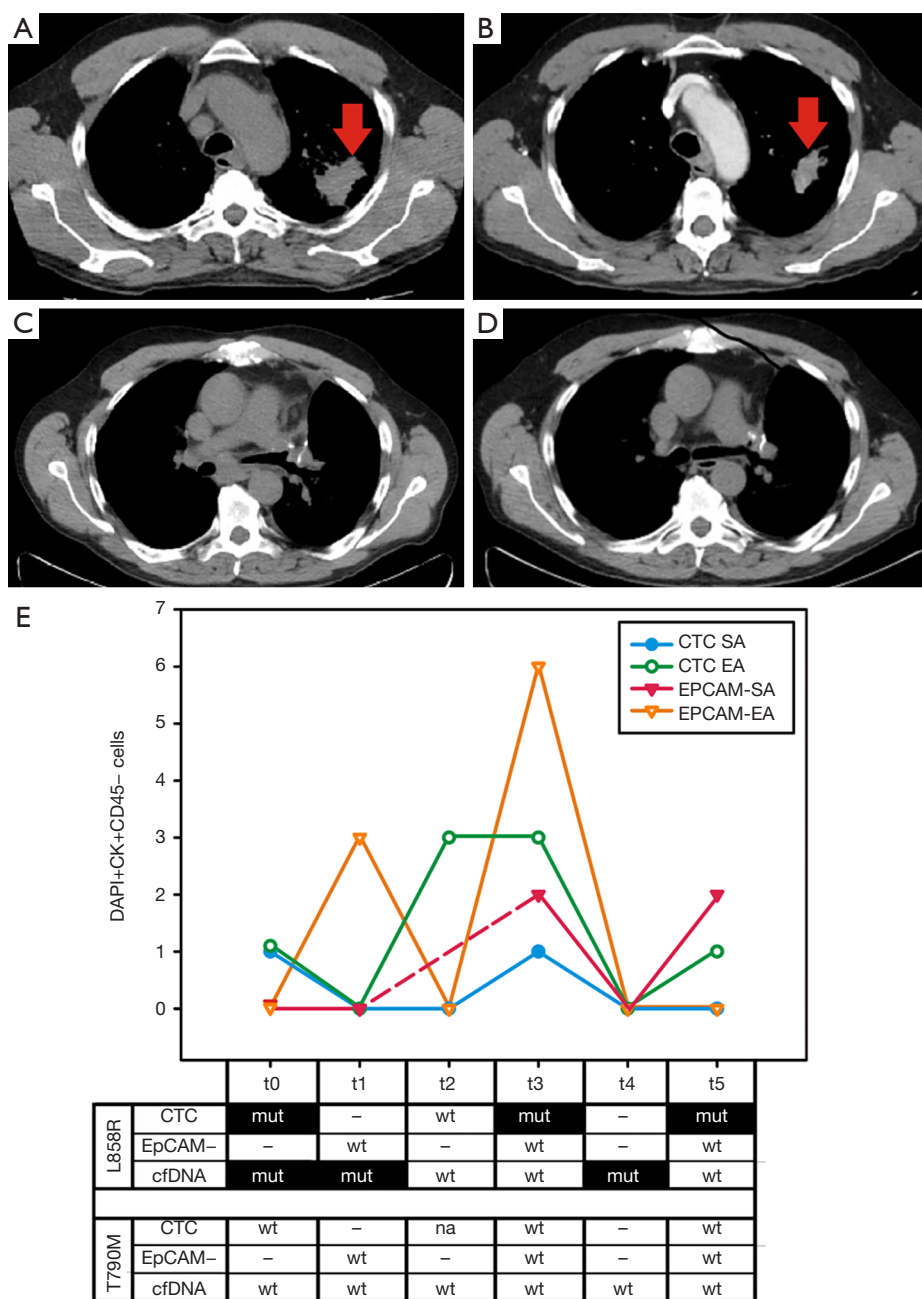 A
B
C
D
E
7
6
5
4
3
2
1
0
DAPI+CK+CD45− cells
CTC SA
CTC EA
EPCAM-SA
EPCAM-EA
t0 t1 t2 t3 t4 t5
L858R
CTC mut – wt mut – mut
EpCAM− – wt – wt – wt
cfDNA mut mut wt wt mut wt
T790M
CTC wt – na wt – wt
EpCAM− – wt – wt – wt
cfDNA wt wt wt wt wt wt